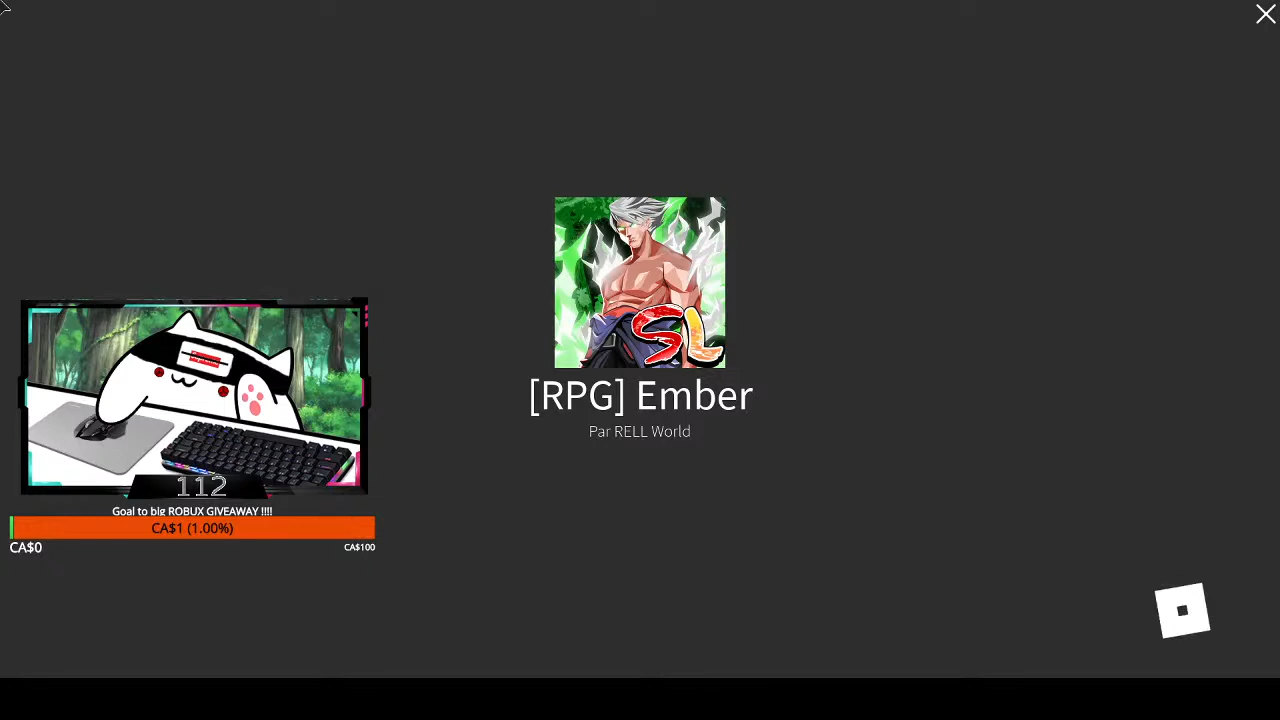 SL
[RPG] Ember
Par RELL World
112
Goal to big ROBUX GIVEAWAY !!!!
CA$1 (1.00%)
CA$0
CA$100